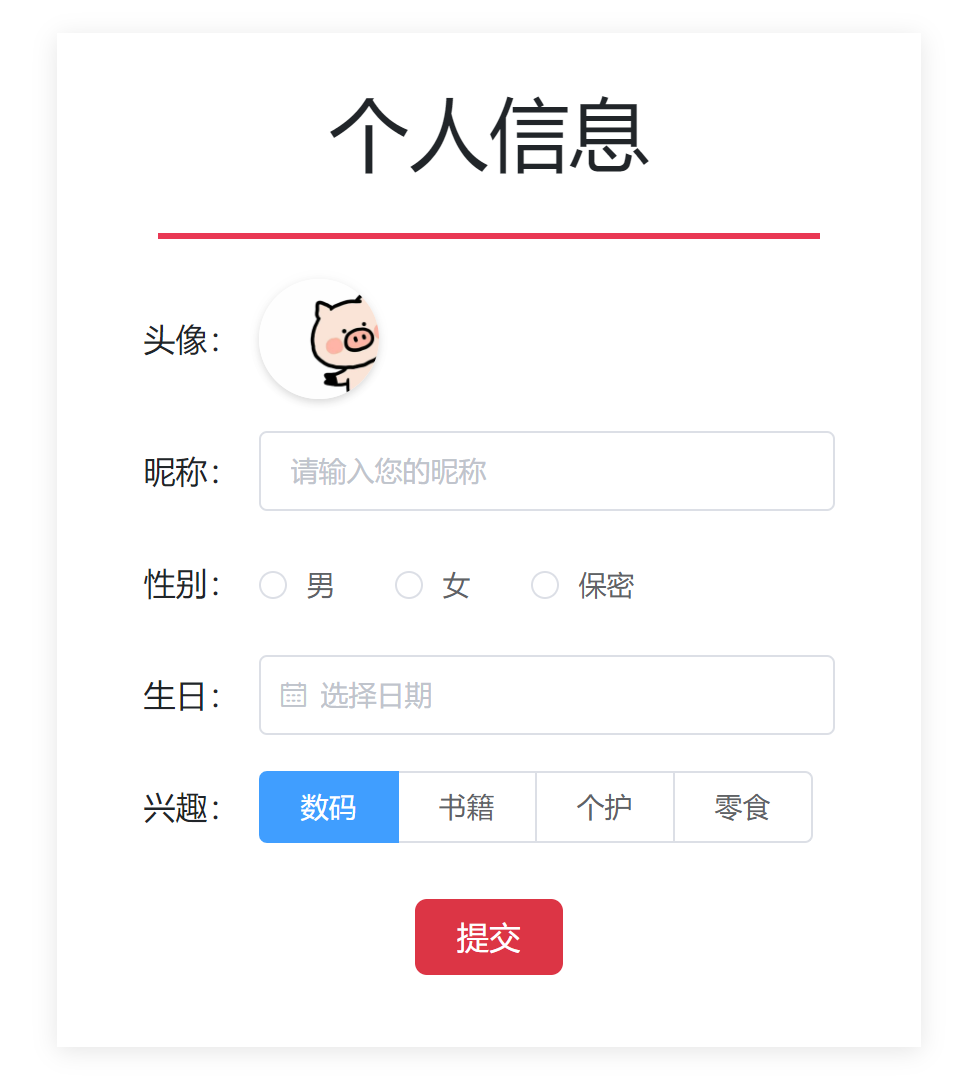 个人信息
头像：
昵称： 请输入您的昵称
性别： 男 女 保密
生日： 选择日期
兴趣： 数码 书籍 个护 零食
提交